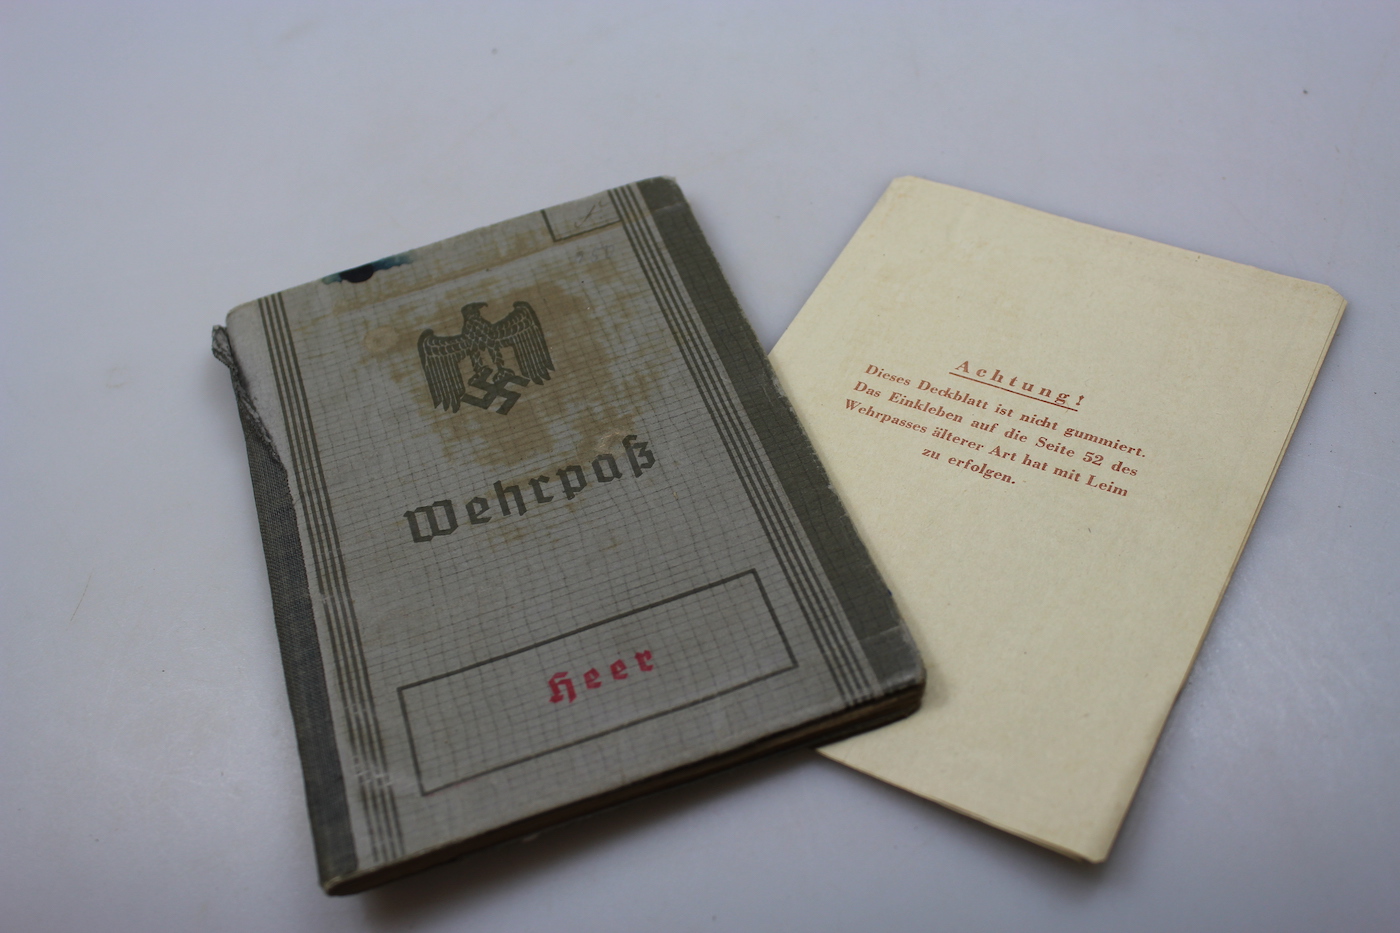 Wehrpaß
Heer
Achtung!
Dieses Deckblatt ist nicht gummiert.
Das Einkleben auf die Seite 52 des
Wehrpasses älterer Art hat mit Leim
zu erfolgen.